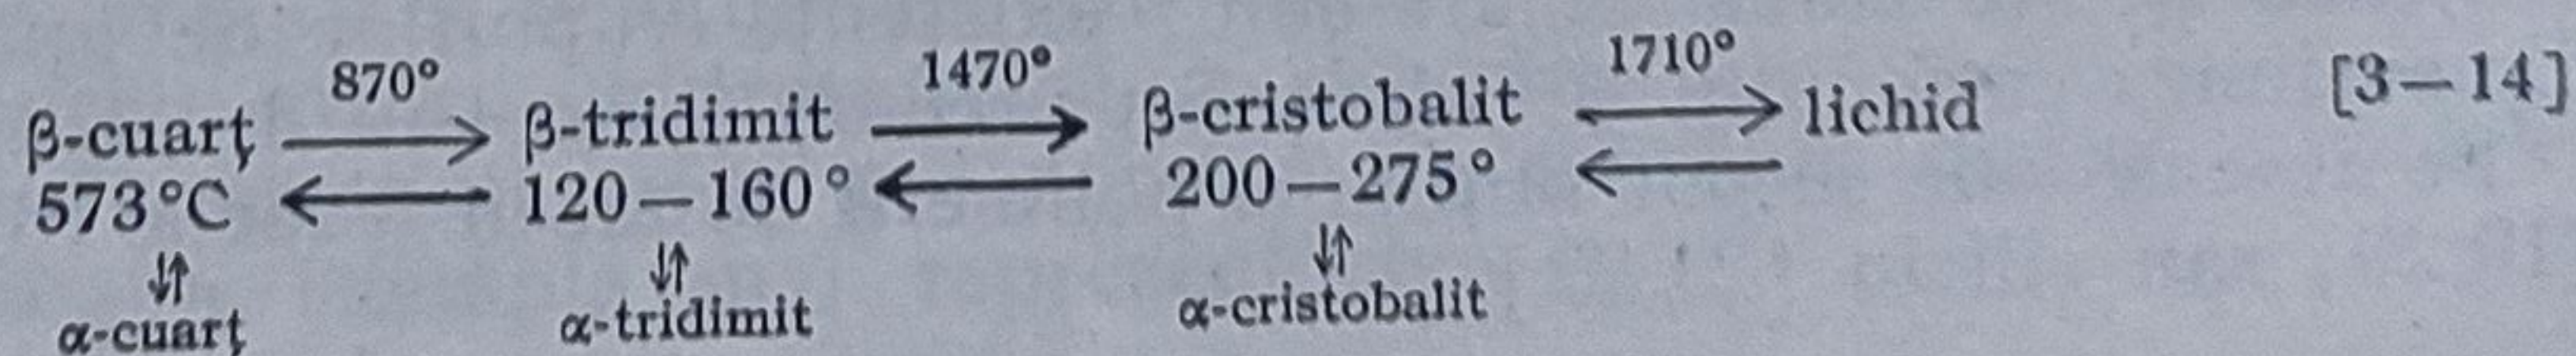 870° 1470° 1710°
β-cuarț ⟶ β-tridimit ⟶ β-cristobalit ⟶ lichid [3—14]
573°C ⟵ 120—160° ⟵ 200—275° ⟵
↓↑ ↓↑ ↓↑
α-cuarț α-tridimit α-cristobalit